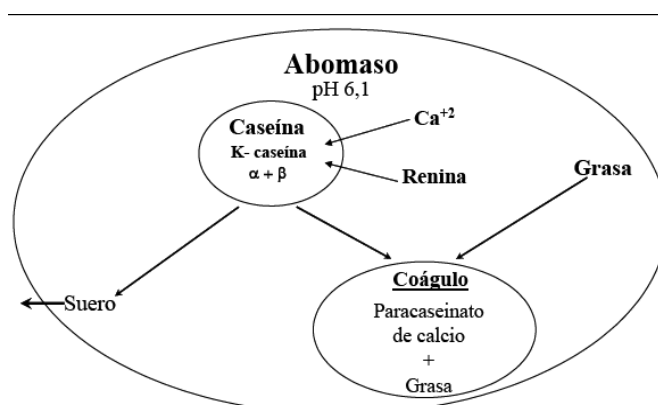 Abomaso
pH 6,1
Caseína
K- caseína
α + β
Ca+2
Renina
Grasa
Suero
Coágulo
Paracaseinato
de calcio
+
Grasa